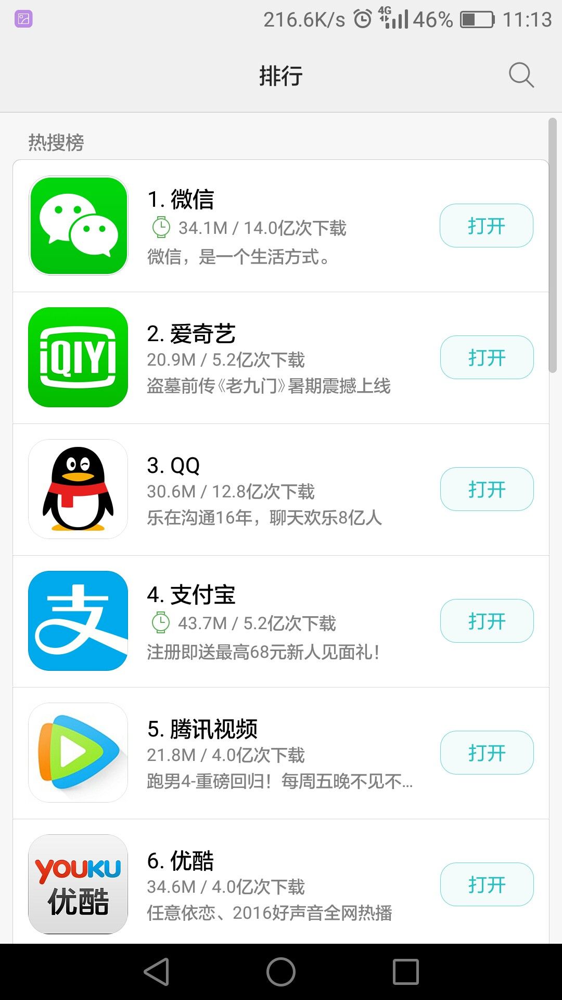 216.6K/s 4G 46% 11:13
排行
热搜榜
1. 微信
34.1M / 14.0亿次下载
微信，是一个生活方式。
打开
iQIYI
2. 爱奇艺
20.9M / 5.2亿次下载
盗墓前传《老九门》暑期震撼上线
打开
3. QQ
30.6M / 12.8亿次下载
乐在沟通16年，聊天欢乐8亿人
打开
支
4. 支付宝
43.7M / 5.2亿次下载
注册即送最高68元新人见面礼！
打开
5. 腾讯视频
21.8M / 4.0亿次下载
跑男4-重磅回归！每周五晚不见不...
打开
YOUKU
优酷
6. 优酷
34.6M / 4.0亿次下载
任意依恋、2016好声音全网热播
打开